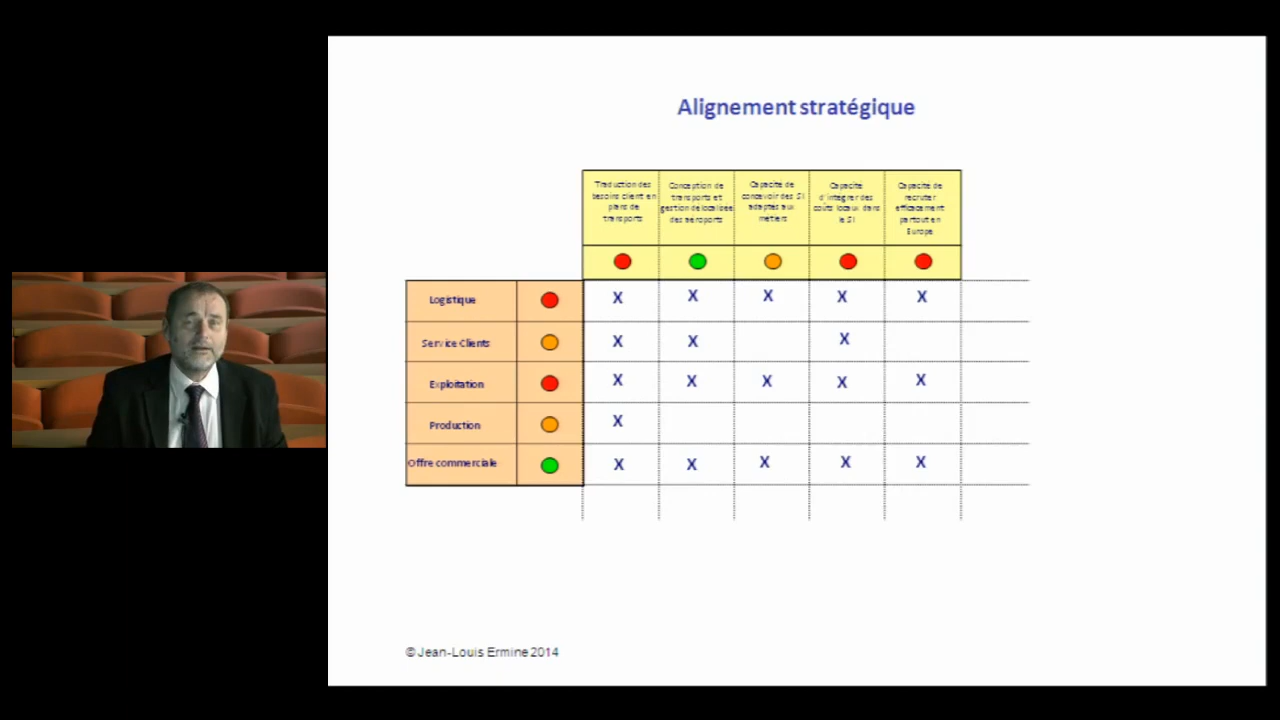 Alignement stratégique
Traduction des
besoins client en
plans de
transports
Conception de
transports et
gestion délocalisée
des aéroports
Capacité de
concevoir des SI
adaptés aux
métiers
Capacité
d'intégrer des
coûts locaux dans
le SI
Capacité de
recruter
efficacement
partout en
Europe
Logistique X X X X X
Service Clients X X X
Exploitation X X X X X
Production X
Offre commerciale X X X X X
© Jean-Louis Ermine 2014